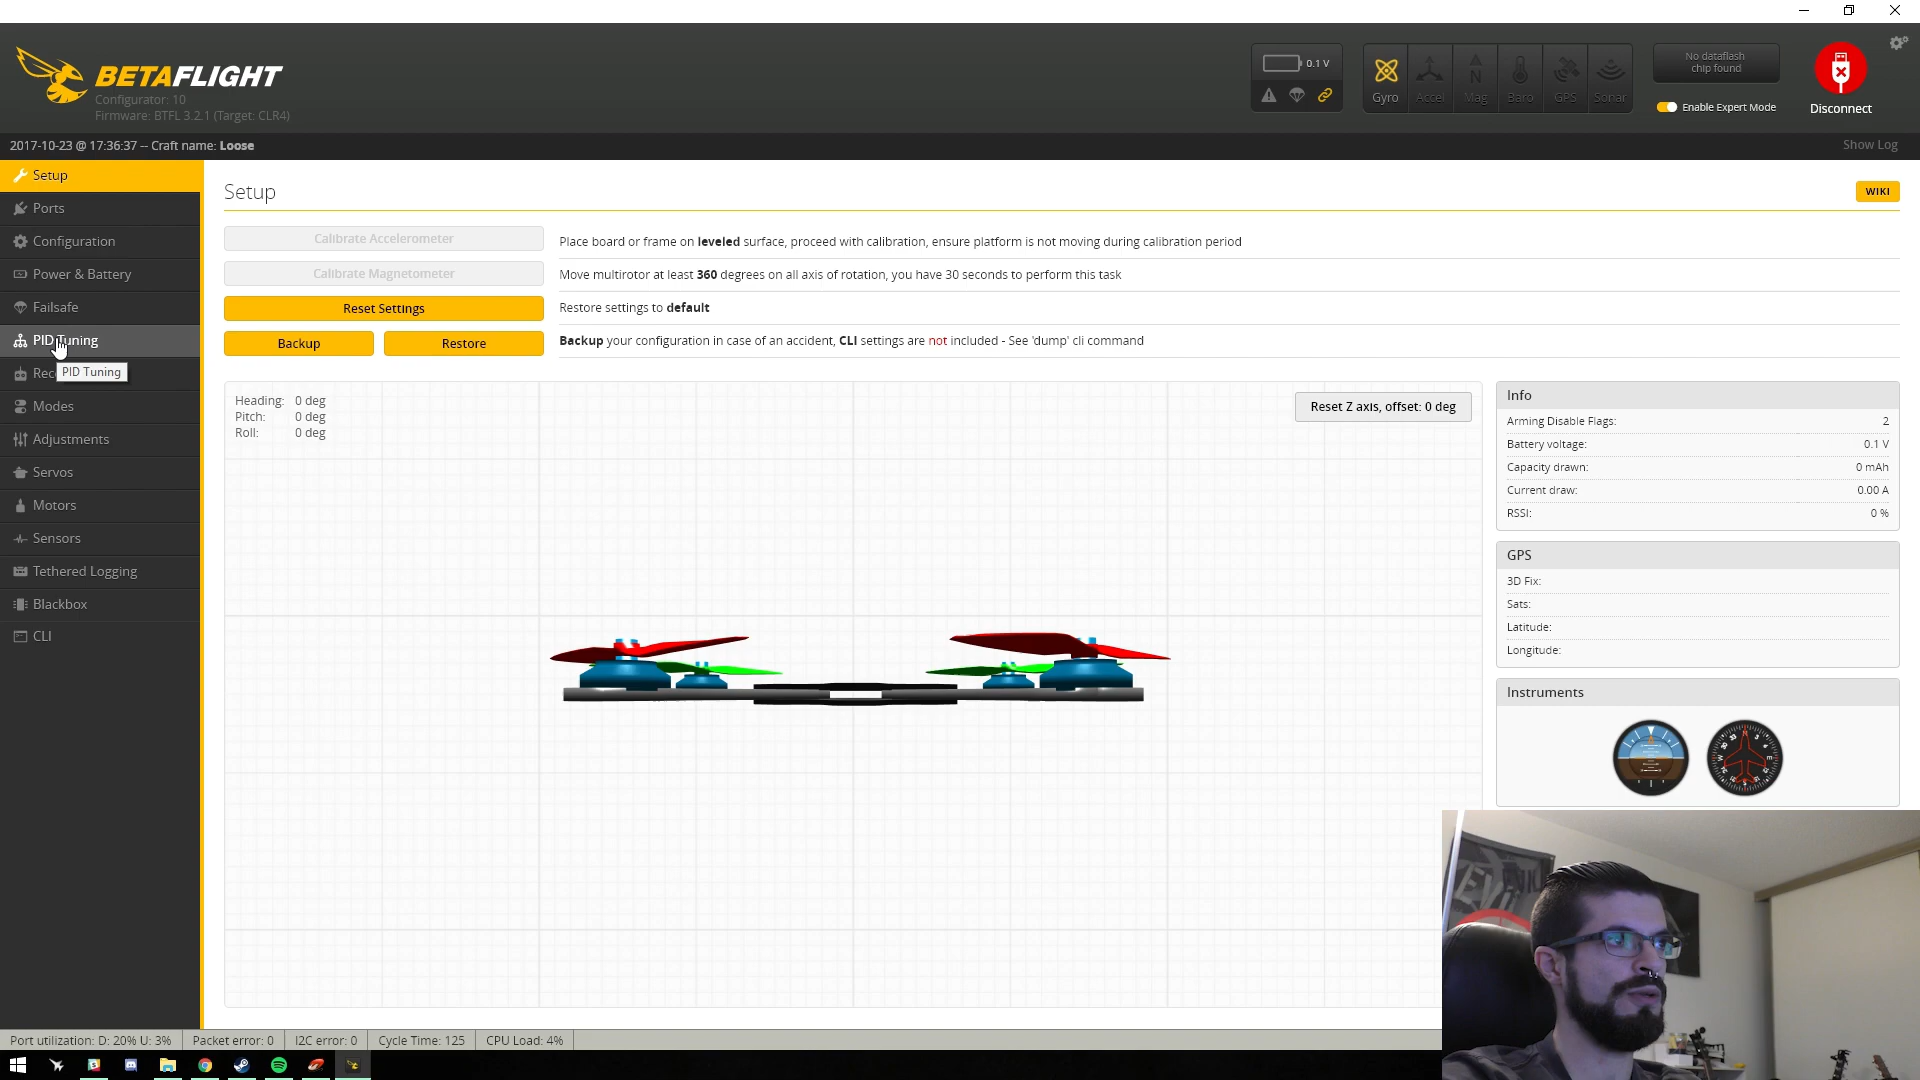 BETAFLIGHT
Configurator: 10
Firmware: BTFL 3.2.1 (Target: CLR4)
0.1 V
Gyro
Accel
Mag
Baro
GPS
Sonar
No dataflash
chip found
Enable Expert Mode
Disconnect
2017-10-23 @ 17:36:37 -- Craft name: Loose
Show Log
Setup
Ports
Configuration
Power & Battery
Failsafe
PID Tuning
PID Tuning
Modes
Adjustments
Servos
Motors
Sensors
Tethered Logging
Blackbox
CLI
Setup
WIKI
Calibrate Accelerometer
Place board or frame on leveled surface, proceed with calibration, ensure platform is not moving during calibration period
Calibrate Magnetometer
Move multirotor at least 360 degrees on all axis of rotation, you have 30 seconds to perform this task
Reset Settings
Restore settings to default
Backup
Restore
Backup your configuration in case of an accident, CLI settings are not included - See 'dump' cli command
Heading: 0 deg
Pitch: 0 deg
Roll: 0 deg
Reset Z axis, offset: 0 deg
Info
Arming Disable Flags: 2
Battery voltage: 0.1 V
Capacity drawn: 0 mAh
Current draw: 0.00 A
RSSI: 0 %
GPS
3D Fix:
Sats:
Latitude:
Longitude:
Instruments
Port utilization: D: 20% U: 3%
Packet error: 0
I2C error: 0
Cycle Time: 125
CPU Load: 4%